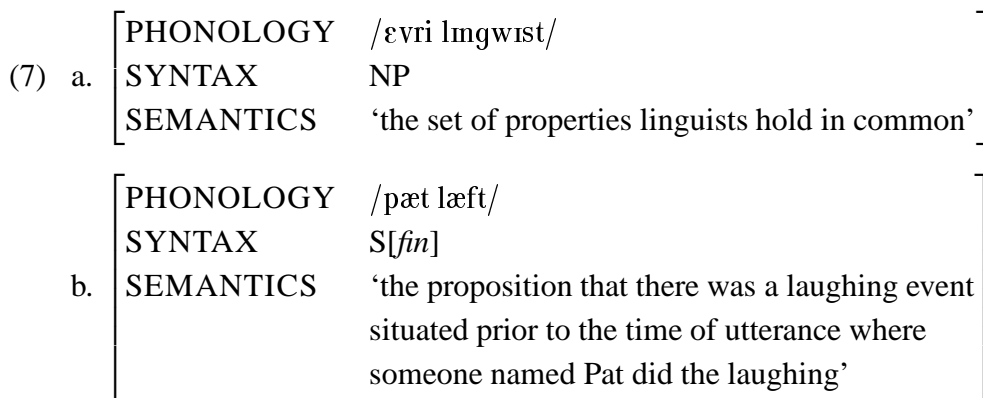 (7) a. [PHONOLOGY /ɛvri lɪngwɪst/
SYNTAX NP
SEMANTICS ‘the set of properties linguists hold in common’]
b. [PHONOLOGY /pæt læft/
SYNTAX S[fin]
SEMANTICS ‘the proposition that there was a laughing event
situated prior to the time of utterance where
someone named Pat did the laughing’]